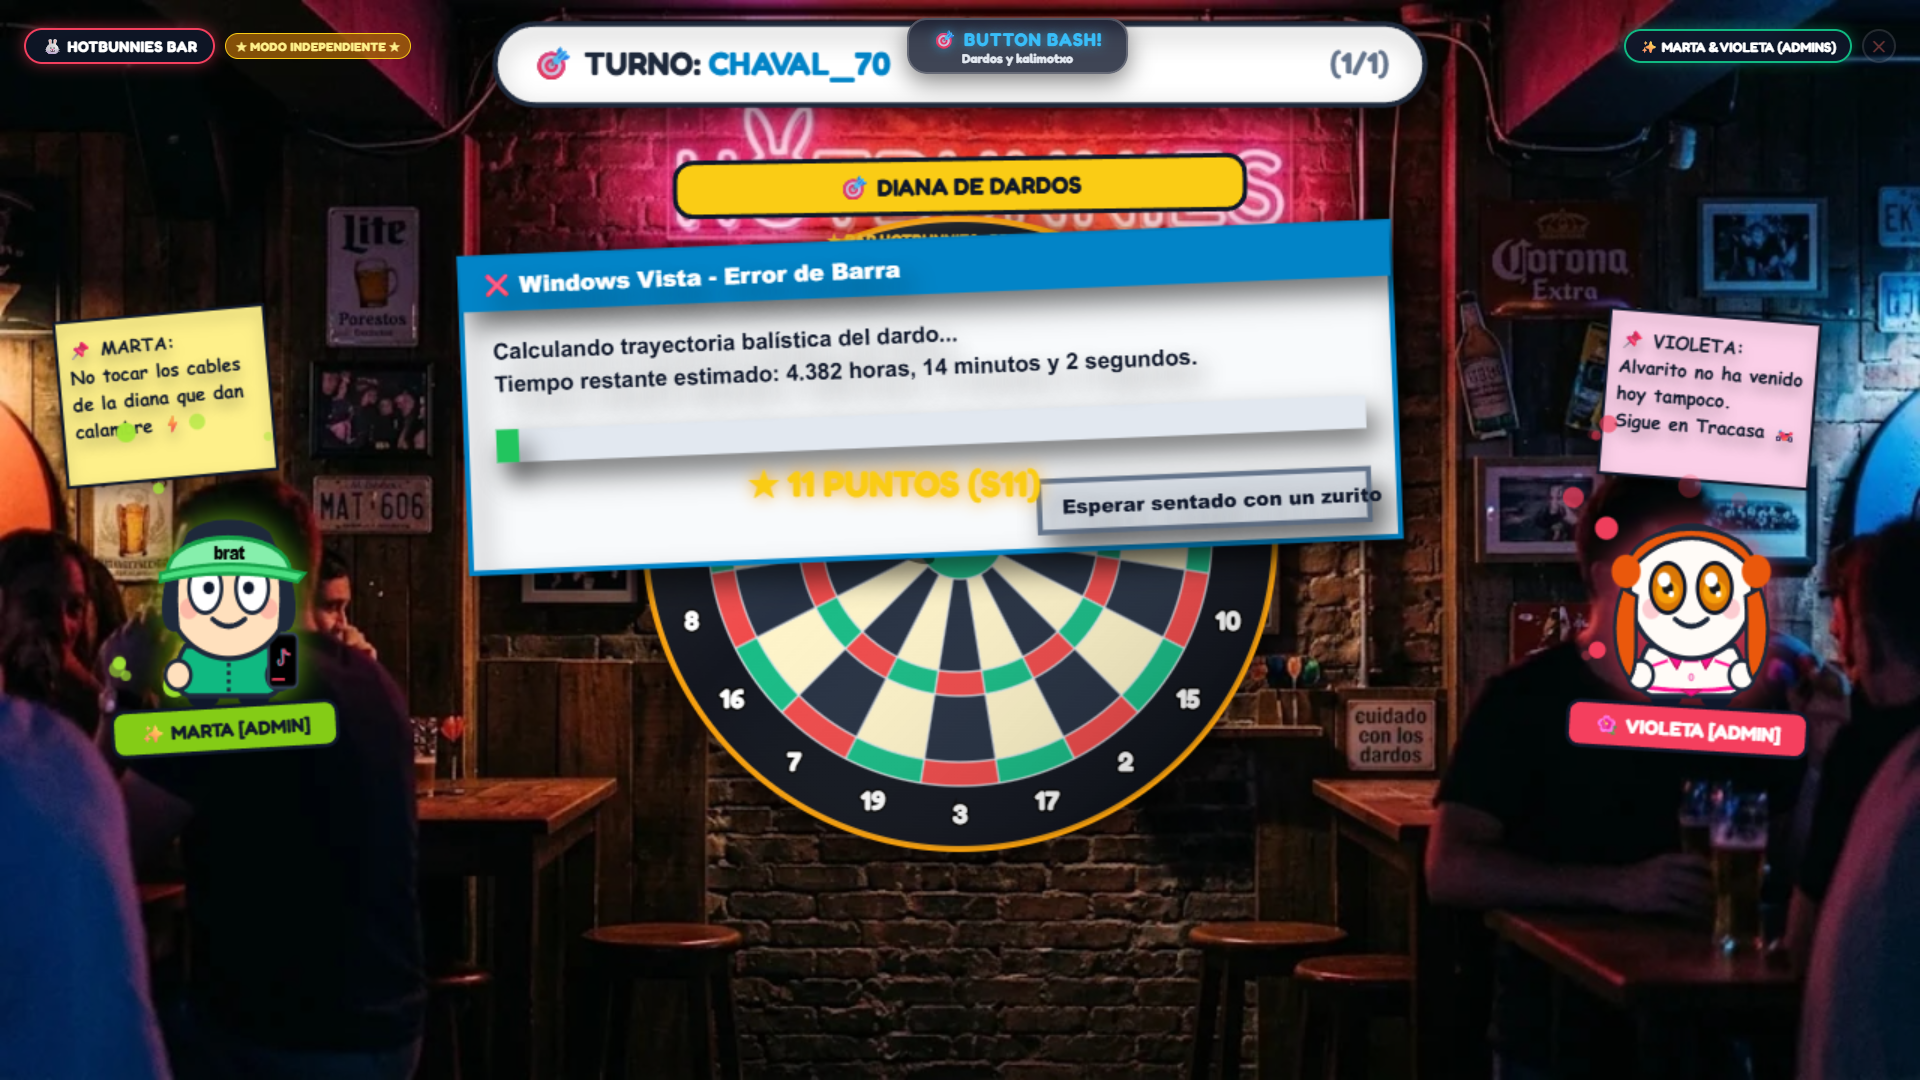 HOTBUNNIES BAR
★ MODO INDEPENDIENTE ★
TURNO: CHAVAL_70
BUTTON BASH!
Dardos y kalimotxo
(1/1)
MARTA & VIOLETA (ADMINS)
DIANA DE DARDOS
Windows Vista - Error de Barra
Calculando trayectoria balística del dardo...
Tiempo restante estimado: 4.382 horas, 14 minutos y 2 segundos.
★ 11 PUNTOS (S11)
Esperar sentado con un zurito
MARTA:
No tocar los cables
de la diana que dan
calambre
VIOLETA:
Alvarito no ha venido
hoy tampoco.
Sigue en Tracasa
Lite
Porestos
MAT 606
Corona
Extra
brat
MARTA [ADMIN]
VIOLETA [ADMIN]
8
16
7
19
3
17
2
15
10
cuidado
con los
dardos